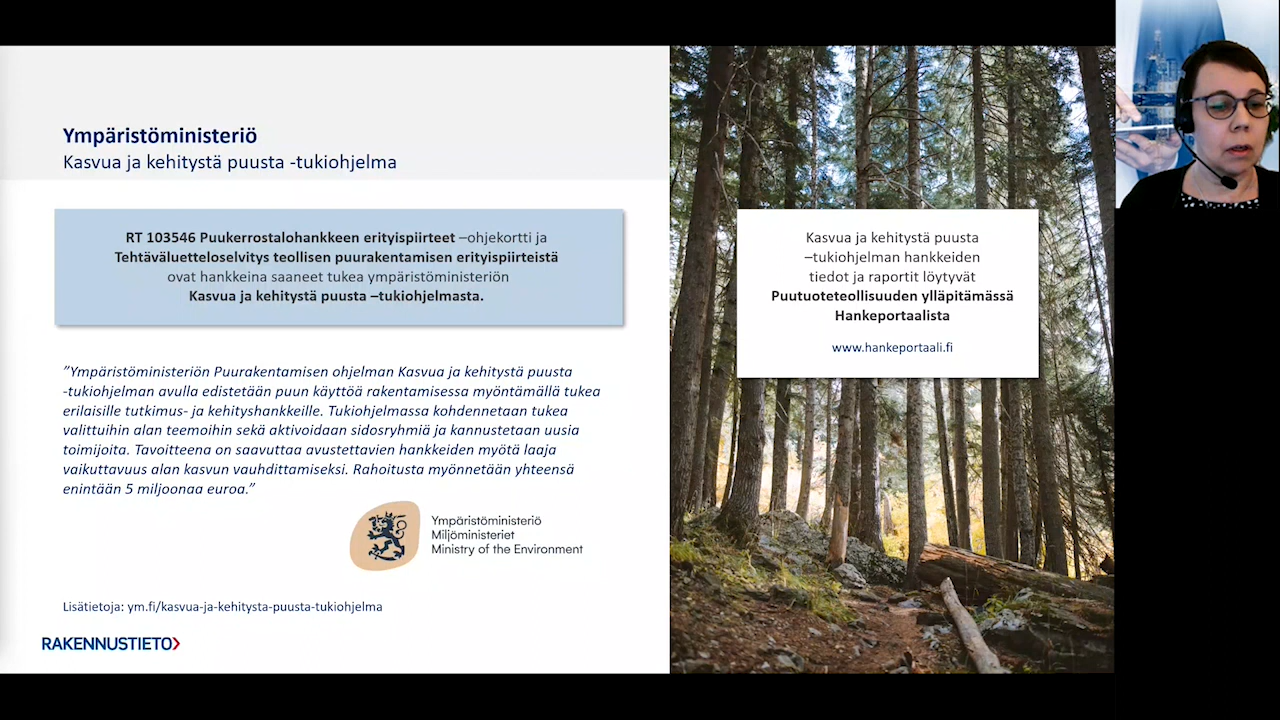 Ympäristöministeriö
Kasvua ja kehitystä puusta -tukiohjelma
RT 103546 Puukerrostalohankkeen erityispiirteet –ohjekortti ja
Tehtäväluetteloselvitys teollisen puurakentamisen erityispiirteistä
ovat hankkeina saaneet tukea ympäristöministeriön
Kasvua ja kehitystä puusta –tukiohjelmasta.
”Ympäristöministeriön Puurakentamisen ohjelman Kasvua ja kehitystä puusta
-tukiohjelman avulla edistetään puun käyttöä rakentamisessa myöntämällä tukea
erilaisille tutkimus- ja kehityshankkeille. Tukiohjelmassa kohdennetaan tukea
valittuihin alan teemoihin sekä aktivoidaan sidosryhmiä ja kannustetaan uusia
toimijoita. Tavoitteena on saavuttaa avustettavien hankkeiden myötä laaja
vaikuttavuus alan kasvun vauhdittamiseksi. Rahoitusta myönnetään yhteensä
enintään 5 miljoonaa euroa.”
Ympäristöministeriö
Miljöministeriet
Ministry of the Environment
Lisätietoja: ym.fi/kasvua-ja-kehitysta-puusta-tukiohjelma
RAKENNUSTIETO
Kasvua ja kehitystä puusta
–tukiohjelman hankkeiden
tiedot ja raportit löytyvät
Puutuoteteollisuuden ylläpitämässä
Hankeportaalista
www.hankeportaali.fi